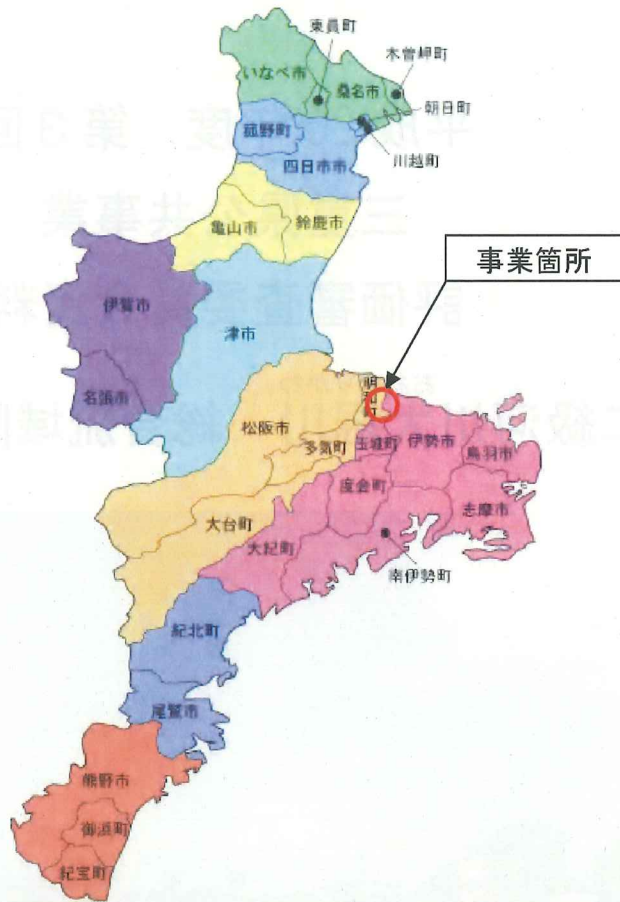 東員町
木曽岬町
いなべ市
桑名市
朝日町
菰野町
川越町
四日市市
亀山市
鈴鹿市
事業箇所
伊賀市
津市
名張市
明和町
松阪市
玉城町
伊勢市
鳥羽市
多気町
度会町
志摩市
大台町
大紀町
南伊勢町
紀北町
尾鷲市
熊野市
御浜町
紀宝町